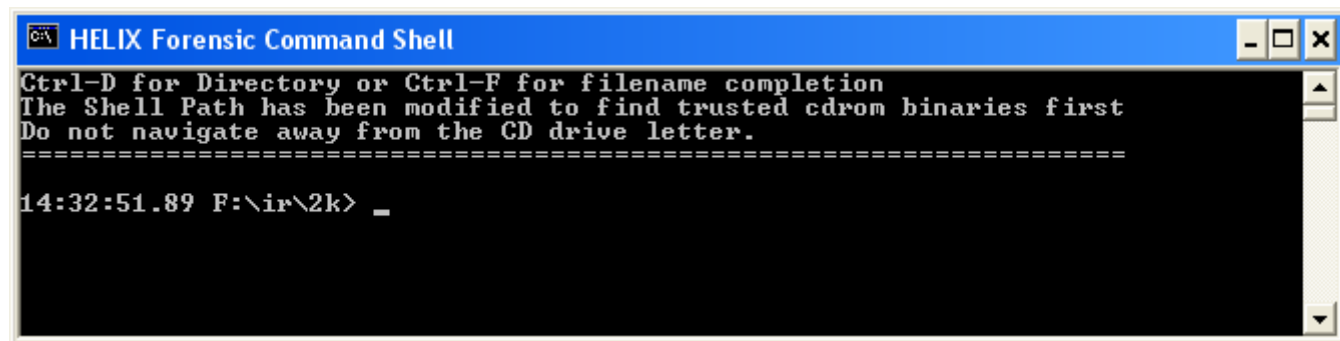 HELIX Forensic Command Shell
Ctrl-D for Directory or Ctrl-F for filename completion
The Shell Path has been modified to find trusted cdrom binaries first
Do not navigate away from the CD drive letter.
=====================================================================
14:32:51.89 F:\ir\2k> _